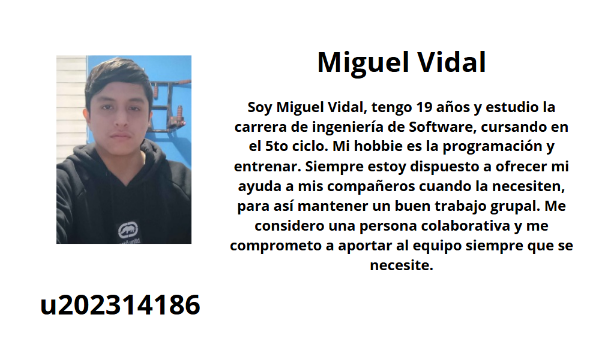 Miguel Vidal
Soy Miguel Vidal, tengo 19 años y estudio la
carrera de ingeniería de Software, cursando en
el 5to ciclo. Mi hobbie es la programación y
entrenar. Siempre estoy dispuesto a ofrecer mi
ayuda a mis compañeros cuando la necesiten,
para así mantener un buen trabajo grupal. Me
considero una persona colaborativa y me
comprometo a aportar al equipo siempre que se
necesite.
u202314186